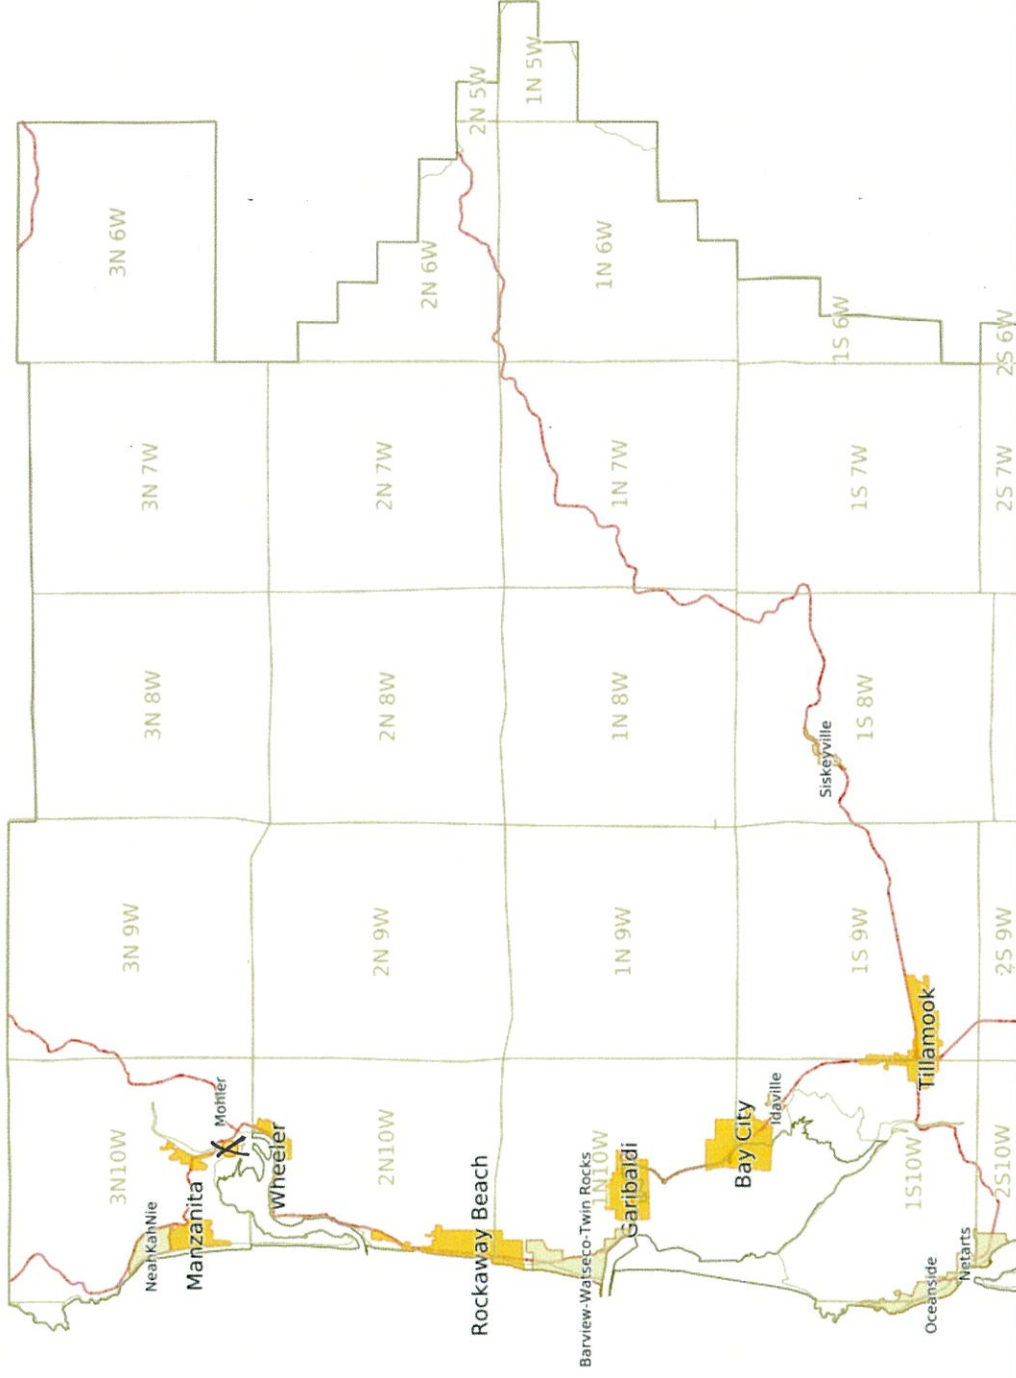 3N10W
3N 9W
3N 8W
3N 7W
3N 6W
NeahKahNie
Manzanita
Mohler
Wheeler
2N10W
2N 9W
2N 8W
2N 7W
2N 6W
2N 5W
Rockaway Beach
1N 5W
Barview-Watseco-Twin Rocks
1N10W
1N 9W
1N 8W
1N 7W
1N 6W
Garibaldi
Bay City
Idaville
Siskeyville
1S10W
1S 9W
1S 8W
1S 7W
1S 6W
Tillamook
Oceanside
Netarts
2S10W
2S 9W
2S 7W
2S 6W